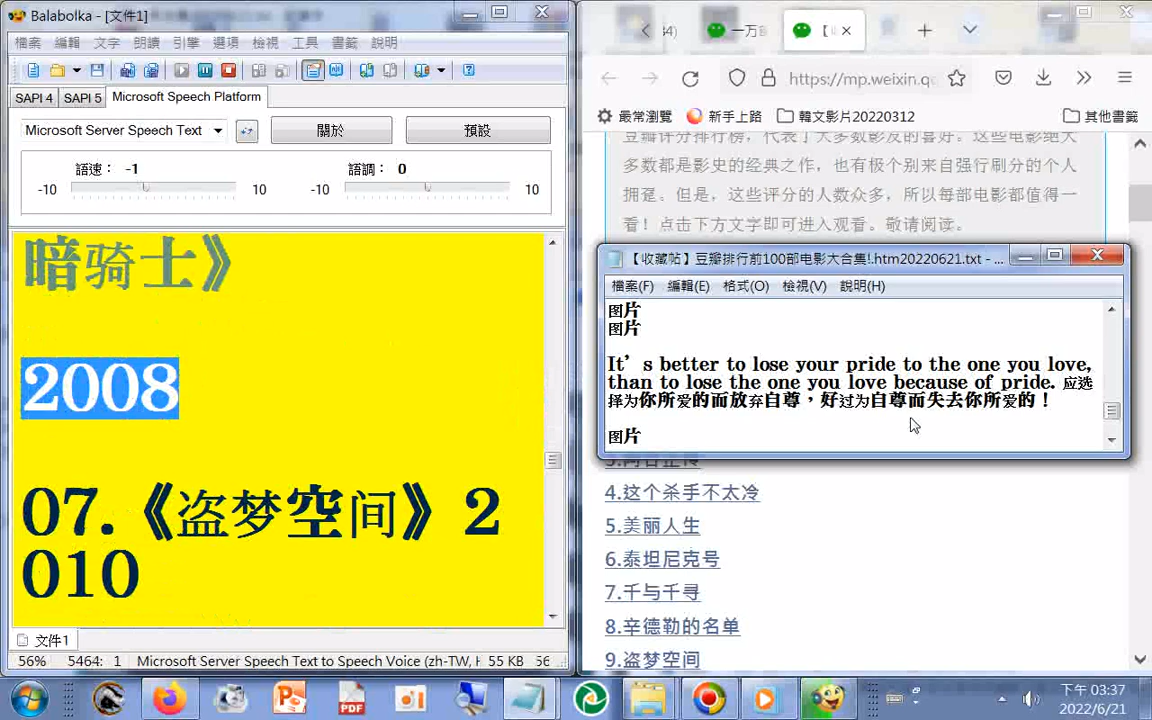 Balabolka - [文件1]
檔案 編輯 文字 朗讀 引擎 選項 檢視 工具 書籤 說明
SAPI 4 SAPI 5 Microsoft Speech Platform
Microsoft Server Speech Text 關於 預設
語速： -1 語調： 0
-10 10 -10 10
暗骑士》
2008
07.《盗梦空间》2
010
文件1
56% 5464: 1 Microsoft Server Speech Text to Speech Voice (zh-TW, H 55 KB
https://mp.weixin.q
最常瀏覽 新手上路 韓文影片20220312 其他書籤
豆瓣评分排行榜，代表了大多数影友的喜好。这些电影绝大
多数都是影史的经典之作，也有极个别来自强行刷分的个人
拥趸。但是，这些评分的人数众多，所以每部电影都值得一
看！点击下方文字即可进入观看。敬请阅读。
【收藏帖】豆瓣排行前100部电影大合集!.htm20220621.txt - ...
檔案(F) 編輯(E) 格式(O) 檢視(V) 說明(H)
图片
图片
It’s better to lose your pride to the one you love,
than to lose the one you love because of pride. 应选
择为你所爱的而放弃自尊，好过为自尊而失去你所爱的！
图片
4.这个杀手不太冷
5.美丽人生
6.泰坦尼克号
7.千与千寻
8.辛德勒的名单
9.盗梦空间
下午 03:37
2022/6/21